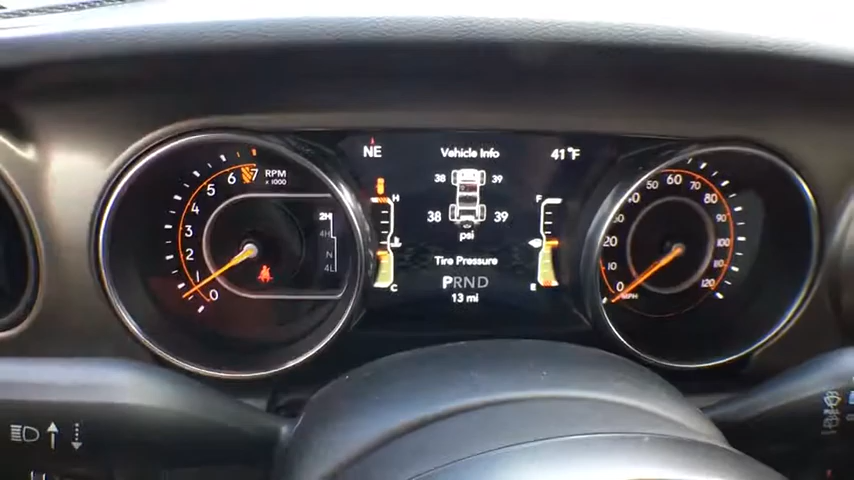 NE
Vehicle Info
41°F
38 39
38 39
psi
Tire Pressure
PRND
13 mi
H
C
F
E
RPM
x1000
0 1 2 3 4 5 6 7
2H
4H
N
4L
0 10 20 30 40 50 60 70 80 90 100 110 120
MPH